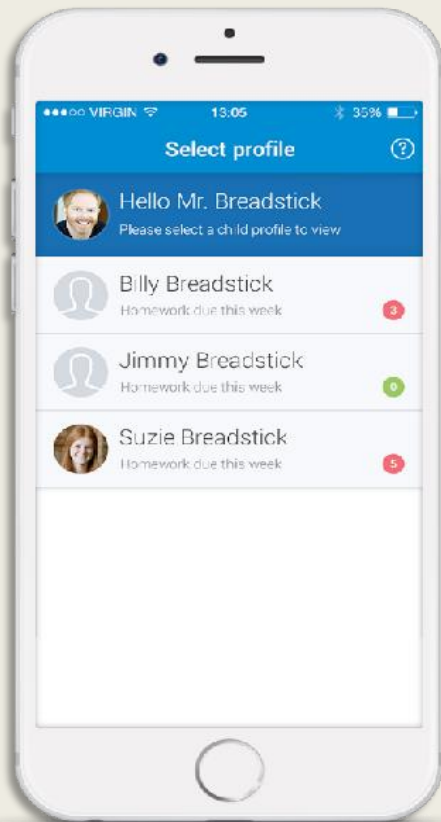 VIRGIN 13:05 35%
Select profile ?
Hello Mr. Breadstick
Please select a child profile to view
Billy Breadstick
Homework due this week 3
Jimmy Breadstick
Homework due this week 0
Suzie Breadstick
Homework due this week 5